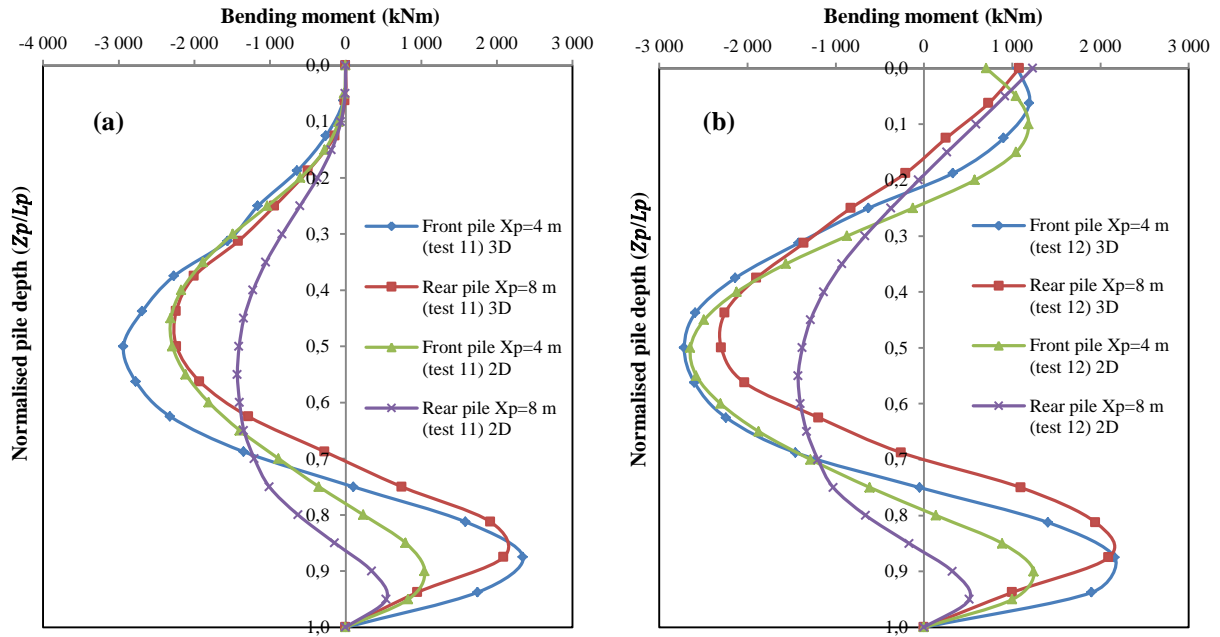 Bending moment (kNm)
-4 000 -3 000 -2 000 -1 000 0 1 000 2 000 3 000
Normalised pile depth (Zp/Lp)
0,0
0,1
0,2
0,3
0,4
0,5
0,6
0,7
0,8
0,9
1,0
(a)
Front pile Xp=4 m
(test 11) 3D
Rear pile Xp=8 m
(test 11) 3D
Front pile Xp=4 m
(test 11) 2D
Rear pile Xp=8 m
(test 11) 2D
Bending moment (kNm)
-3 000 -2 000 -1 000 0 1 000 2 000 3 000
Normalised pile depth (Zp/Lp)
0,0
0,1
0,2
0,3
0,4
0,5
0,6
0,7
0,8
0,9
1,0
(b)
Front pile Xp=4 m
(test 12) 3D
Rear pile Xp=8 m
(test 12) 3D
Front pile Xp=4 m
(test 12) 2D
Rear pile Xp=8 m
(test 12) 2D